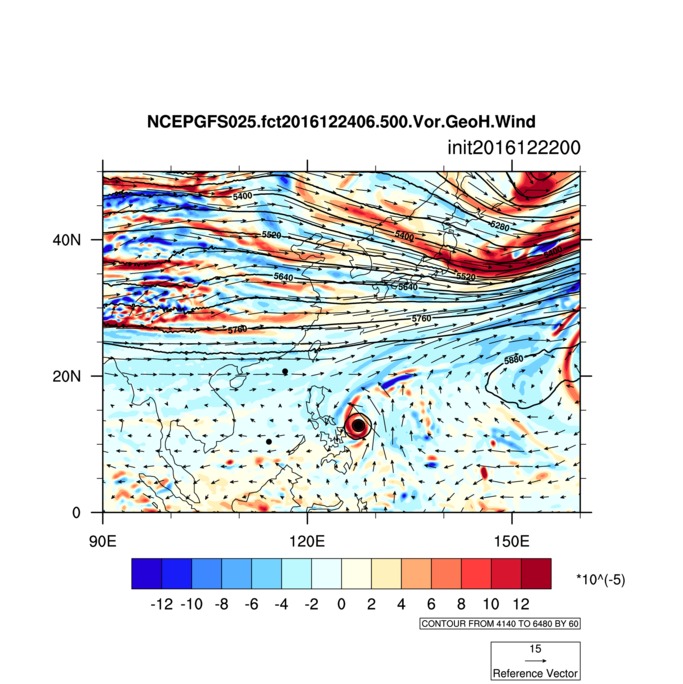 NCEPGFS025.fct2016122406.500.Vor.GeoH.Wind
init2016122200
5400
5280
5520
5400
40N
5640
5520
5640
5760
5760
5880
20N
0
90E 120E 150E
-12 -10 -8 -6 -4 -2 0 2 4 6 8 10 12
*10^(-5)
CONTOUR FROM 4140 TO 6480 BY 60
15
Reference Vector